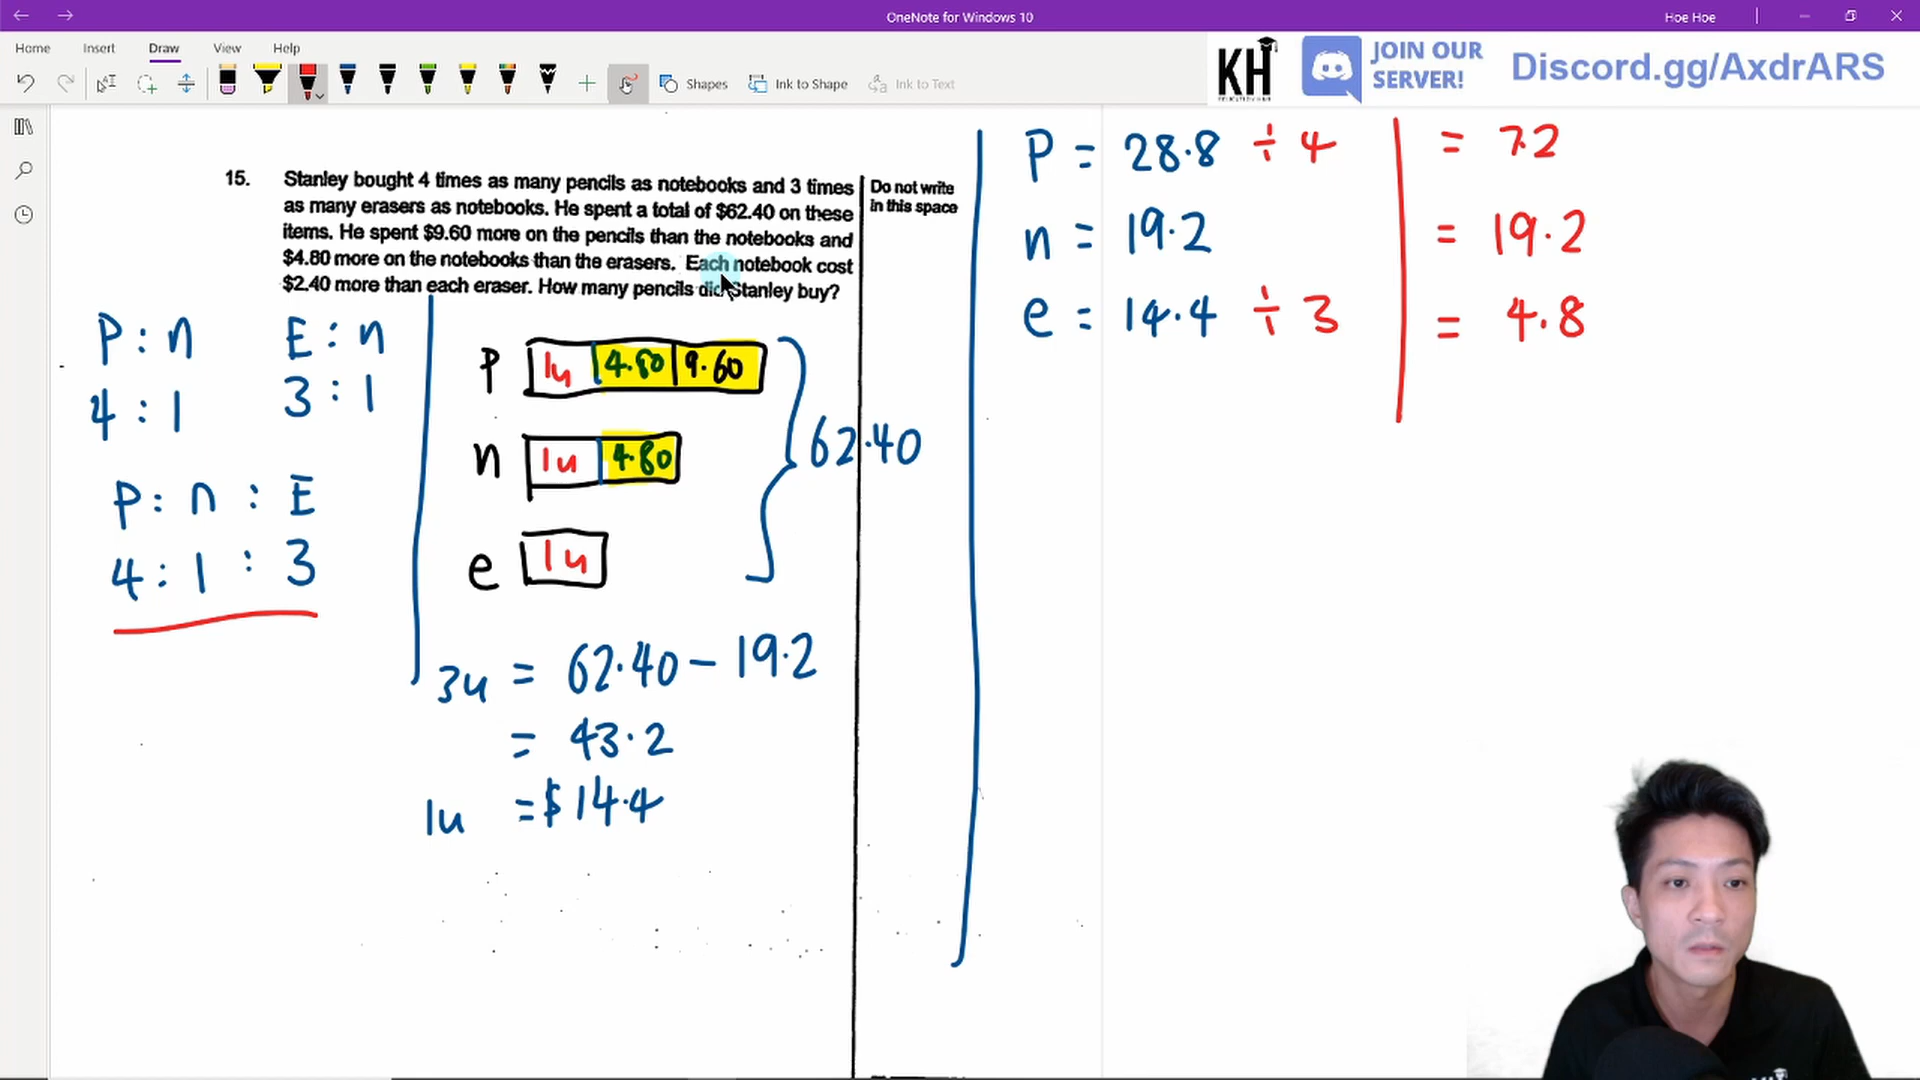 OneNote for Windows 10
Hoe Hoe
Home Insert Draw View Help
Shapes Ink to Shape Ink to Text
KH
JOIN OUR
SERVER!
Discord.gg/AxdrARS
15. Stanley bought 4 times as many pencils as notebooks and 3 times
as many erasers as notebooks. He spent a total of $62.40 on these
items. He spent $9.60 more on the pencils than the notebooks and
$4.80 more on the notebooks than the erasers. Each notebook cost
$2.40 more than each eraser. How many pencils did Stanley buy?
Do not write
in this space
P : n E : n
4 : 1 3 : 1
P : n : E
4 : 1 : 3
P 1u 4.80 9.60
n 1u 4.80
e 1u
62.40
3u = 62.40 - 19.2
= 43.2
1u = $14.4
P = 28.8 ÷ 4 = 7.2
n = 19.2 = 19.2
e = 14.4 ÷ 3 = 4.8